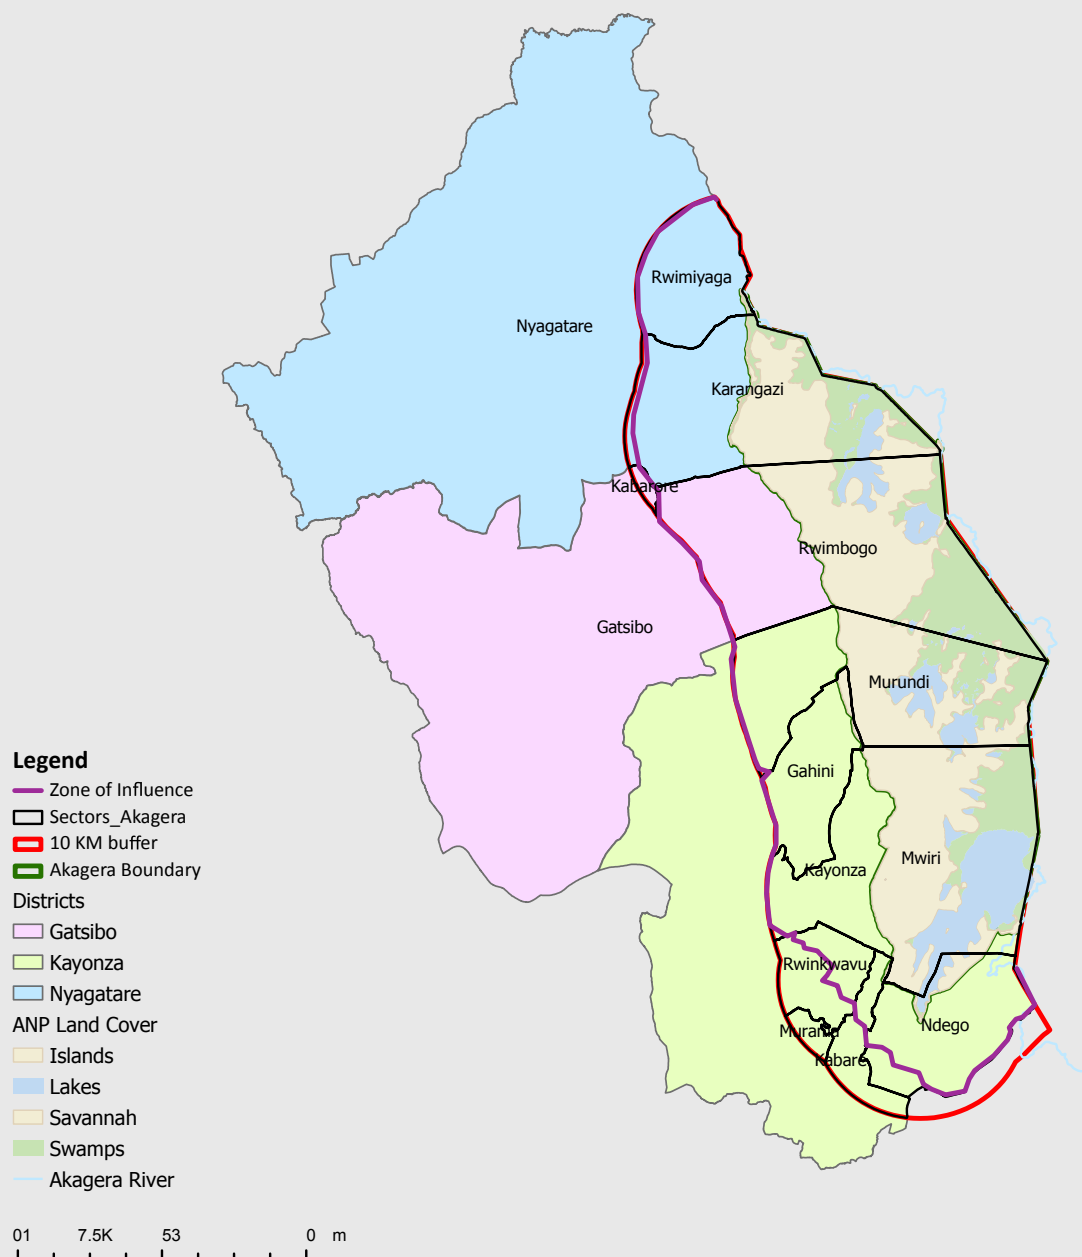 Rwimiyaga
Nyagatare
Karangazi
Kabarore
Rwimbogo
Gatsibo
Murundi
Gahini
Mwiri
Kayonza
Rwinkwavu
Ndego
Murama
Kabare
Legend
Zone of Influence
Sectors_Akagera
10 KM buffer
Akagera Boundary
Districts
Gatsibo
Kayonza
Nyagatare
ANP Land Cover
Islands
Lakes
Savannah
Swamps
Akagera River
01 7.5K 53 0 m